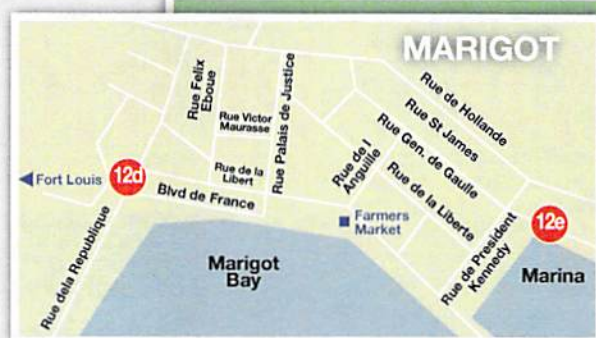 MARIGOT
Rue Felix
Eboue
Rue Victor
Maurasse
Rue Palais de Justice
Rue de Hollande
Rue St James
Rue Gen. de Gaulle
Rue de l
Anguille
Rue de la Liberte
Rue de la
Libert
Fort Louis
12d
Blvd de France
Farmers
Market
Rue de President
Kennedy
12e
Rue dela Republique
Marigot
Bay
Marina